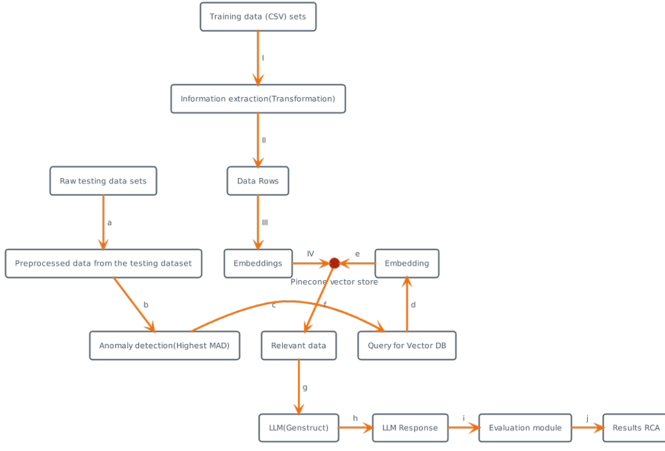 Training data (CSV) sets
I
Information extraction(Transformation)
II
Raw testing data sets
Data Rows
a
III
Preprocessed data from the testing dataset
Embeddings
IV
e
Embedding
Pinecone vector store
b
c
f
d
Anomaly detection(Highest MAD)
Relevant data
Query for Vector DB
g
LLM(Genstruct)
h
LLM Response
i
Evaluation module
j
Results RCA